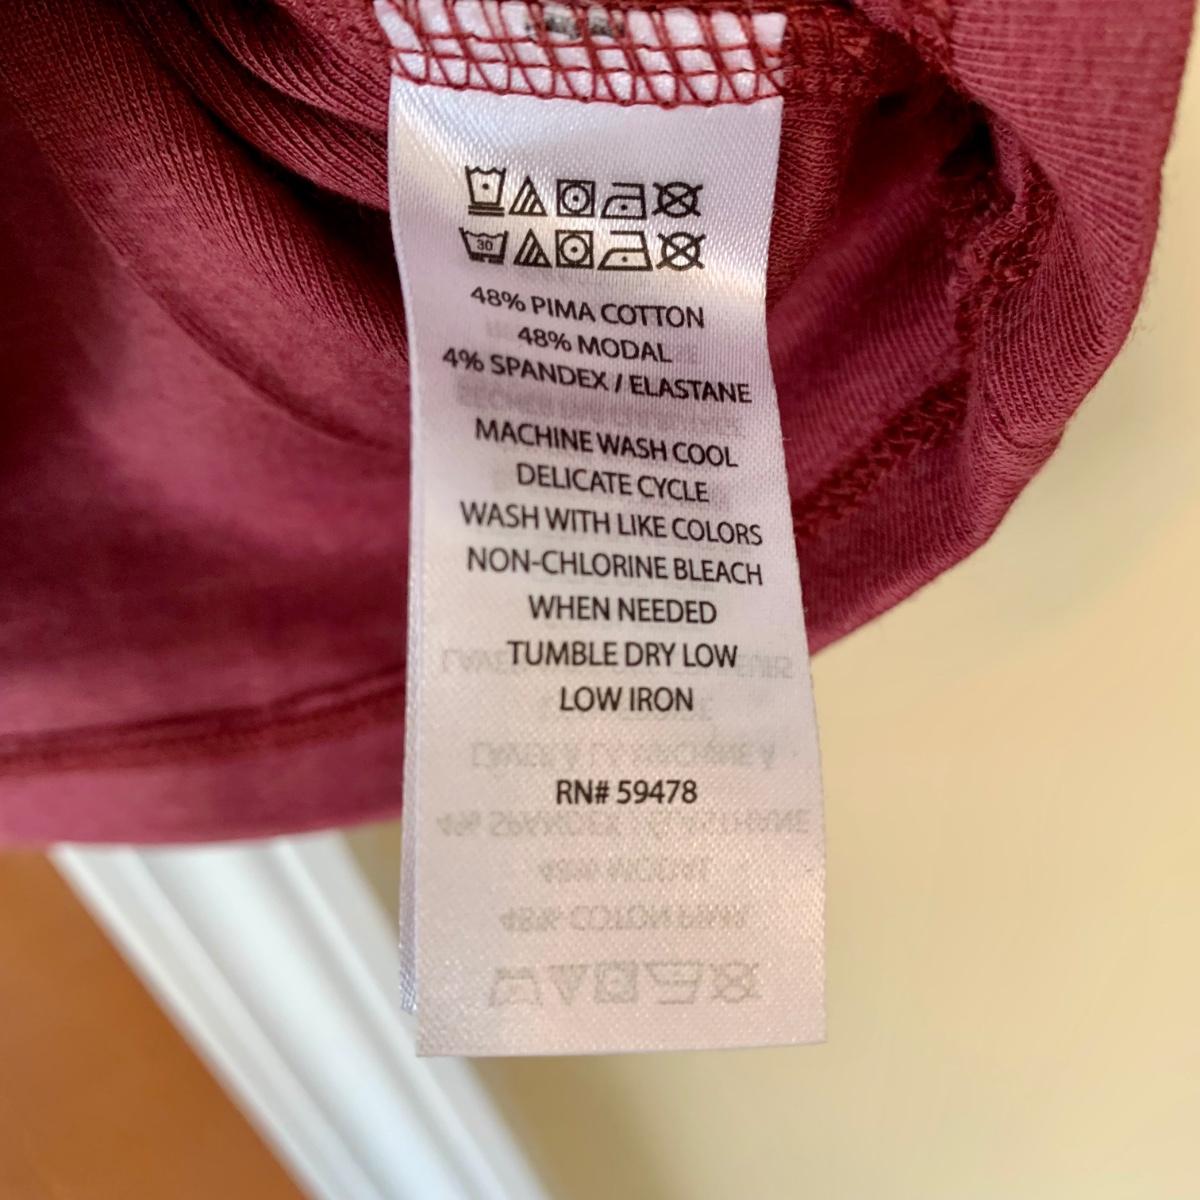 30
48% PIMA COTTON
48% MODAL
4% SPANDEX / ELASTANE
MACHINE WASH COOL
DELICATE CYCLE
WASH WITH LIKE COLORS
NON-CHLORINE BLEACH
WHEN NEEDED
TUMBLE DRY LOW
LOW IRON
RN# 59478